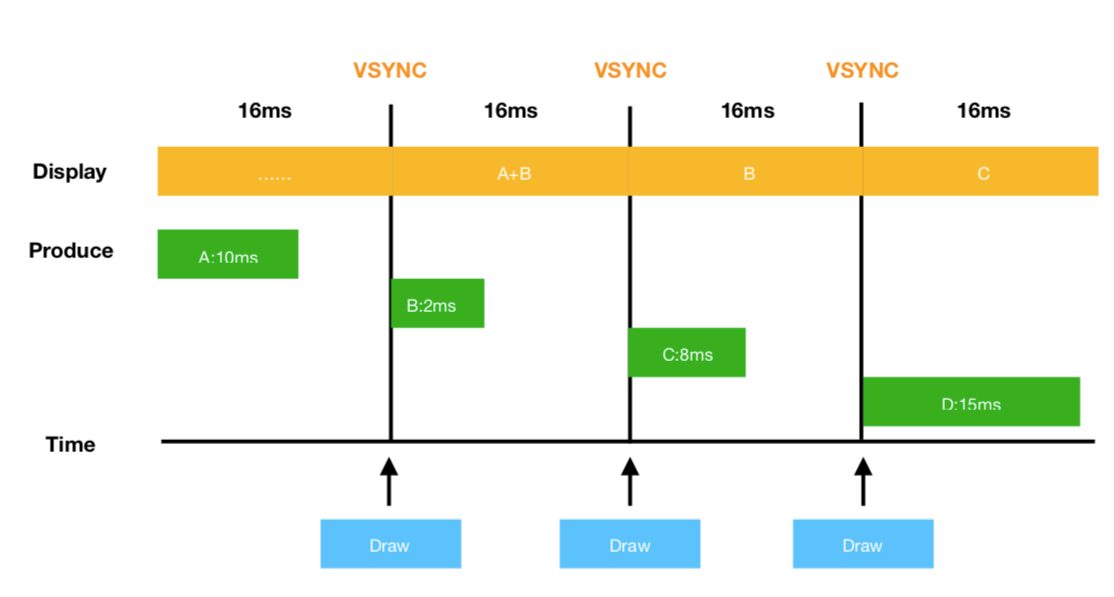 VSYNC VSYNC VSYNC
16ms 16ms 16ms 16ms
Display ...... A+B B C
Produce A:10ms
B:2ms
C:8ms
D:15ms
Time
Draw Draw Draw